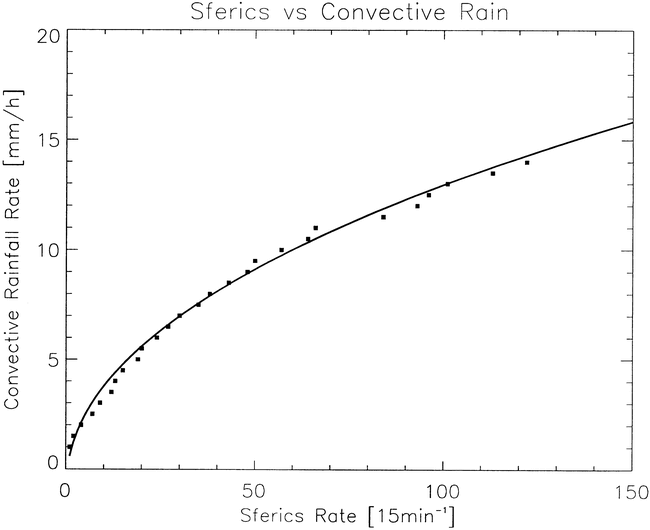 Sferics vs Convective Rain
20
15
10
5
0
Convective Rainfall Rate [mm/h]
0 50 100 150
Sferics Rate [15min⁻¹]